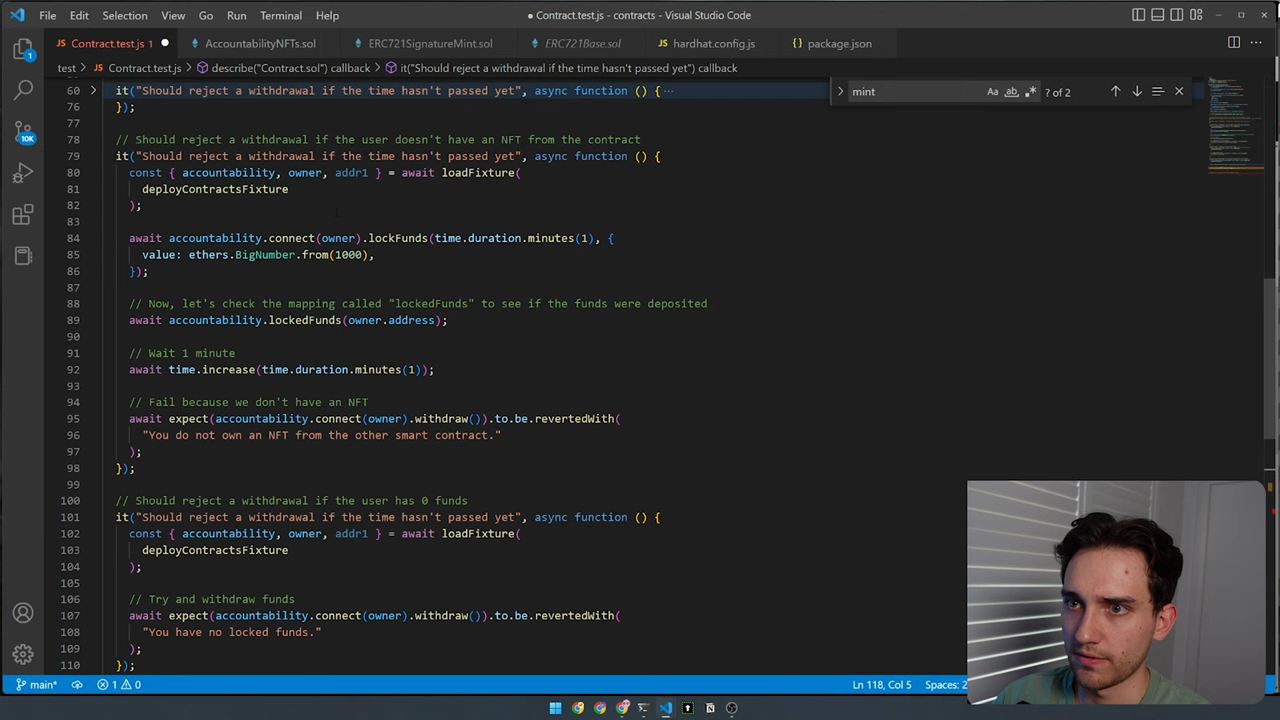 File Edit Selection View Go Run Terminal Help
● Contract.test.js - contracts - Visual Studio Code
Contract.test.js 1 AccountabilityNFTs.sol ERC721SignatureMint.sol ERC721Base.sol hardhat.config.js package.json
test > Contract.test.js > describe("Contract.sol") callback > it("Should reject a withdrawal if the time hasn't passed yet") callback
mint
Aa ab
? of 2
60 it("Should reject a withdrawal if the time hasn't passed yet", async function () {···
76 });
77
78 // Should reject a withdrawal if the user doesn't have an NFT from the contract
79 it("Should reject a withdrawal if the time hasn't passed yet", async function () {
80 const { accountability, owner, addr1 } = await loadFixture(
81 deployContractsFixture
82 );
83
84 await accountability.connect(owner).lockFunds(time.duration.minutes(1), {
85 value: ethers.BigNumber.from(1000),
86 });
87
88 // Now, let's check the mapping called "lockedFunds" to see if the funds were deposited
89 await accountability.lockedFunds(owner.address);
90
91 // Wait 1 minute
92 await time.increase(time.duration.minutes(1));
93
94 // Fail because we don't have an NFT
95 await expect(accountability.connect(owner).withdraw()).to.be.revertedWith(
96 "You do not own an NFT from the other smart contract."
97 );
98 });
99
100 // Should reject a withdrawal if the user has 0 funds
101 it("Should reject a withdrawal if the time hasn't passed yet", async function () {
102 const { accountability, owner, addr1 } = await loadFixture(
103 deployContractsFixture
104 );
105
106 // Try and withdraw funds
107 await expect(accountability.connect(owner).withdraw()).to.be.revertedWith(
108 "You have no locked funds."
109 );
110 });
1
10K
main* 1 0
Ln 118, Col 5 Spaces: 2